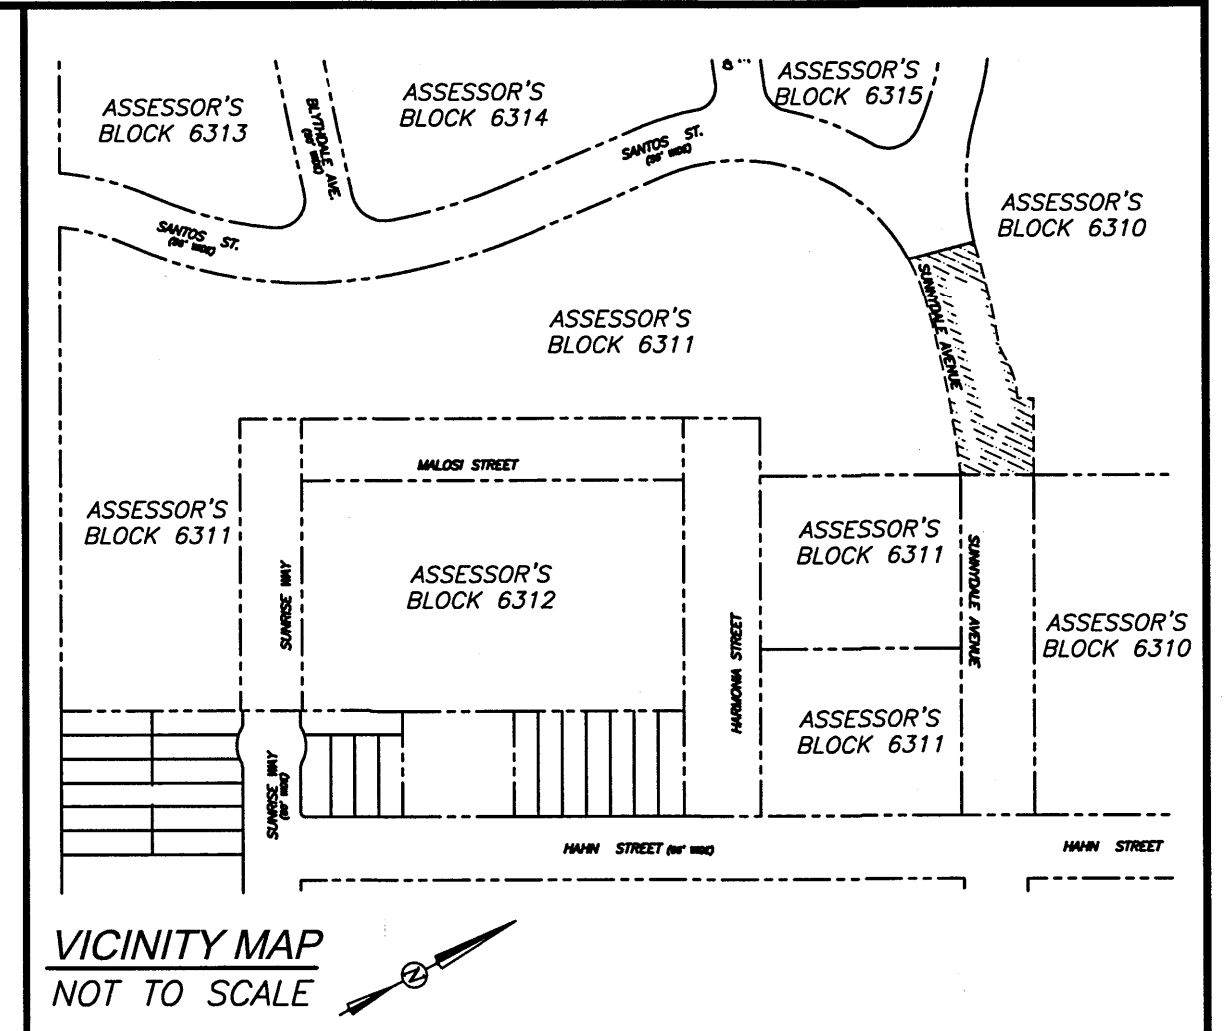 ASSESSOR'S
BLOCK 6313
BLYTHDALE AVE.
ASSESSOR'S
BLOCK 6314
ASSESSOR'S
BLOCK 6315
SANTOS ST.
ASSESSOR'S
BLOCK 6310
SANTOS ST.
SUNNYDALE AVENUE
ASSESSOR'S
BLOCK 6311
MALOSI STREET
ASSESSOR'S
BLOCK 6311
SUNRISE WAY
ASSESSOR'S
BLOCK 6312
HARMONIA STREET
ASSESSOR'S
BLOCK 6311
SUNNYDALE AVENUE
ASSESSOR'S
BLOCK 6310
ASSESSOR'S
BLOCK 6311
SUNRISE WAY
HAHN STREET
HAHN STREET
VICINITY MAP
NOT TO SCALE
N